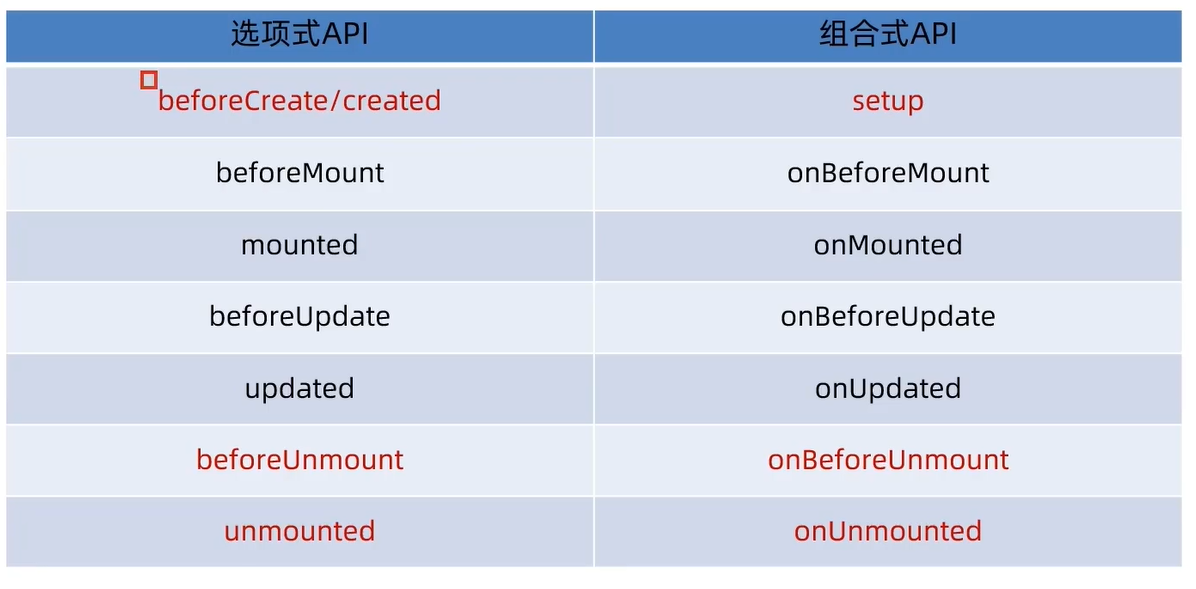 选项式API 组合式API
beforeCreate/created setup
beforeMount onBeforeMount
mounted onMounted
beforeUpdate onBeforeUpdate
updated onUpdated
beforeUnmount onBeforeUnmount
unmounted onUnmounted